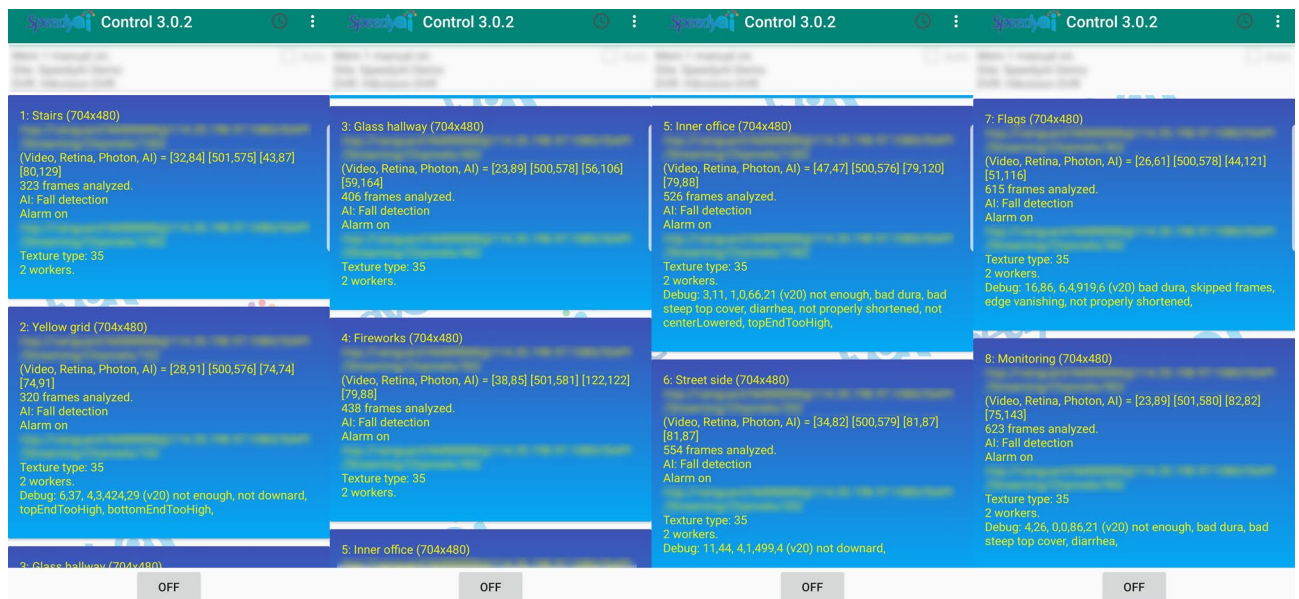 Speedyai Control 3.0.2
1: Stairs (704x480)
(Video, Retina, Photon, AI) = [32,84] [501,575] [43,87]
[80,129]
323 frames analyzed.
AI: Fall detection
Alarm on
Texture type: 35
2 workers.
2: Yellow grid (704x480)
(Video, Retina, Photon, AI) = [28,91] [500,576] [74,74]
[74,91]
320 frames analyzed.
AI: Fall detection
Alarm on
Texture type: 35
2 workers.
Debug: 6,37, 4,3,424,29 (v20) not enough, not downard,
topEndTooHigh, bottomEndTooHigh,
3: Glass hallway (704x480)
OFF
Speedyai Control 3.0.2
3: Glass hallway (704x480)
(Video, Retina, Photon, AI) = [23,89] [500,578] [56,106]
[59,164]
406 frames analyzed.
AI: Fall detection
Alarm on
Texture type: 35
2 workers.
4: Fireworks (704x480)
(Video, Retina, Photon, AI) = [38,85] [501,581] [122,122]
[79,88]
438 frames analyzed.
AI: Fall detection
Alarm on
Texture type: 35
2 workers.
5: Inner office (704x480)
OFF
Speedyai Control 3.0.2
5: Inner office (704x480)
(Video, Retina, Photon, AI) = [47,47] [500,576] [79,120]
[79,88]
526 frames analyzed.
AI: Fall detection
Alarm on
Texture type: 35
2 workers.
Debug: 3,11, 1,0,66,21 (v20) not enough, bad dura, bad
steep top cover, diarrhea, not properly shortened, not
centerLowered, topEndTooHigh,
6: Street side (704x480)
(Video, Retina, Photon, AI) = [34,82] [500,579] [81,87]
[81,87]
554 frames analyzed.
AI: Fall detection
Alarm on
Texture type: 35
2 workers.
Debug: 11,44, 4,1,499,4 (v20) not downard,
OFF
Speedyai Control 3.0.2
7: Flags (704x480)
(Video, Retina, Photon, AI) = [26,61] [500,578] [44,121]
[51,116]
615 frames analyzed.
AI: Fall detection
Alarm on
Texture type: 35
2 workers.
Debug: 16,86, 6,4,919,6 (v20) bad dura, skipped frames,
edge vanishing, not properly shortened,
8: Monitoring (704x480)
(Video, Retina, Photon, AI) = [23,89] [501,580] [82,82]
[75,143]
623 frames analyzed.
AI: Fall detection
Alarm on
Texture type: 35
2 workers.
Debug: 4,26, 0,0,86,21 (v20) not enough, bad dura, bad
steep top cover, diarrhea,
OFF